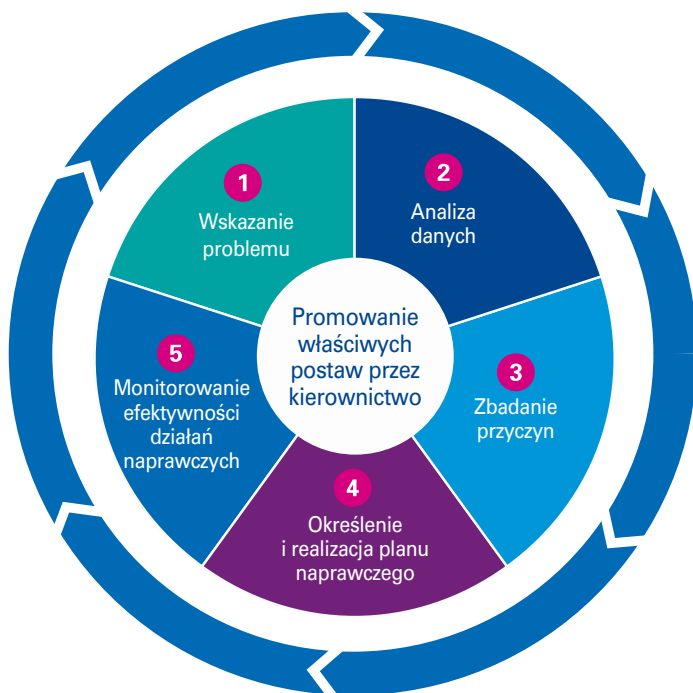 1
Wskazanie
problemu
2
Analiza
danych
3
Zbadanie
przyczyn
4
Określenie
i realizacja planu
naprawczego
5
Monitorowanie
efektywności
działań
naprawczych
Promowanie
właściwych
postaw przez
kierownictwo